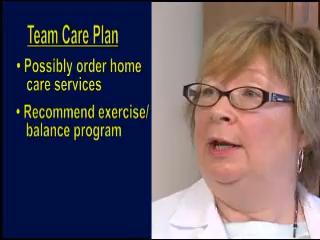 Team Care Plan
• Possibly order home
care services
• Recommend exercise/
balance program